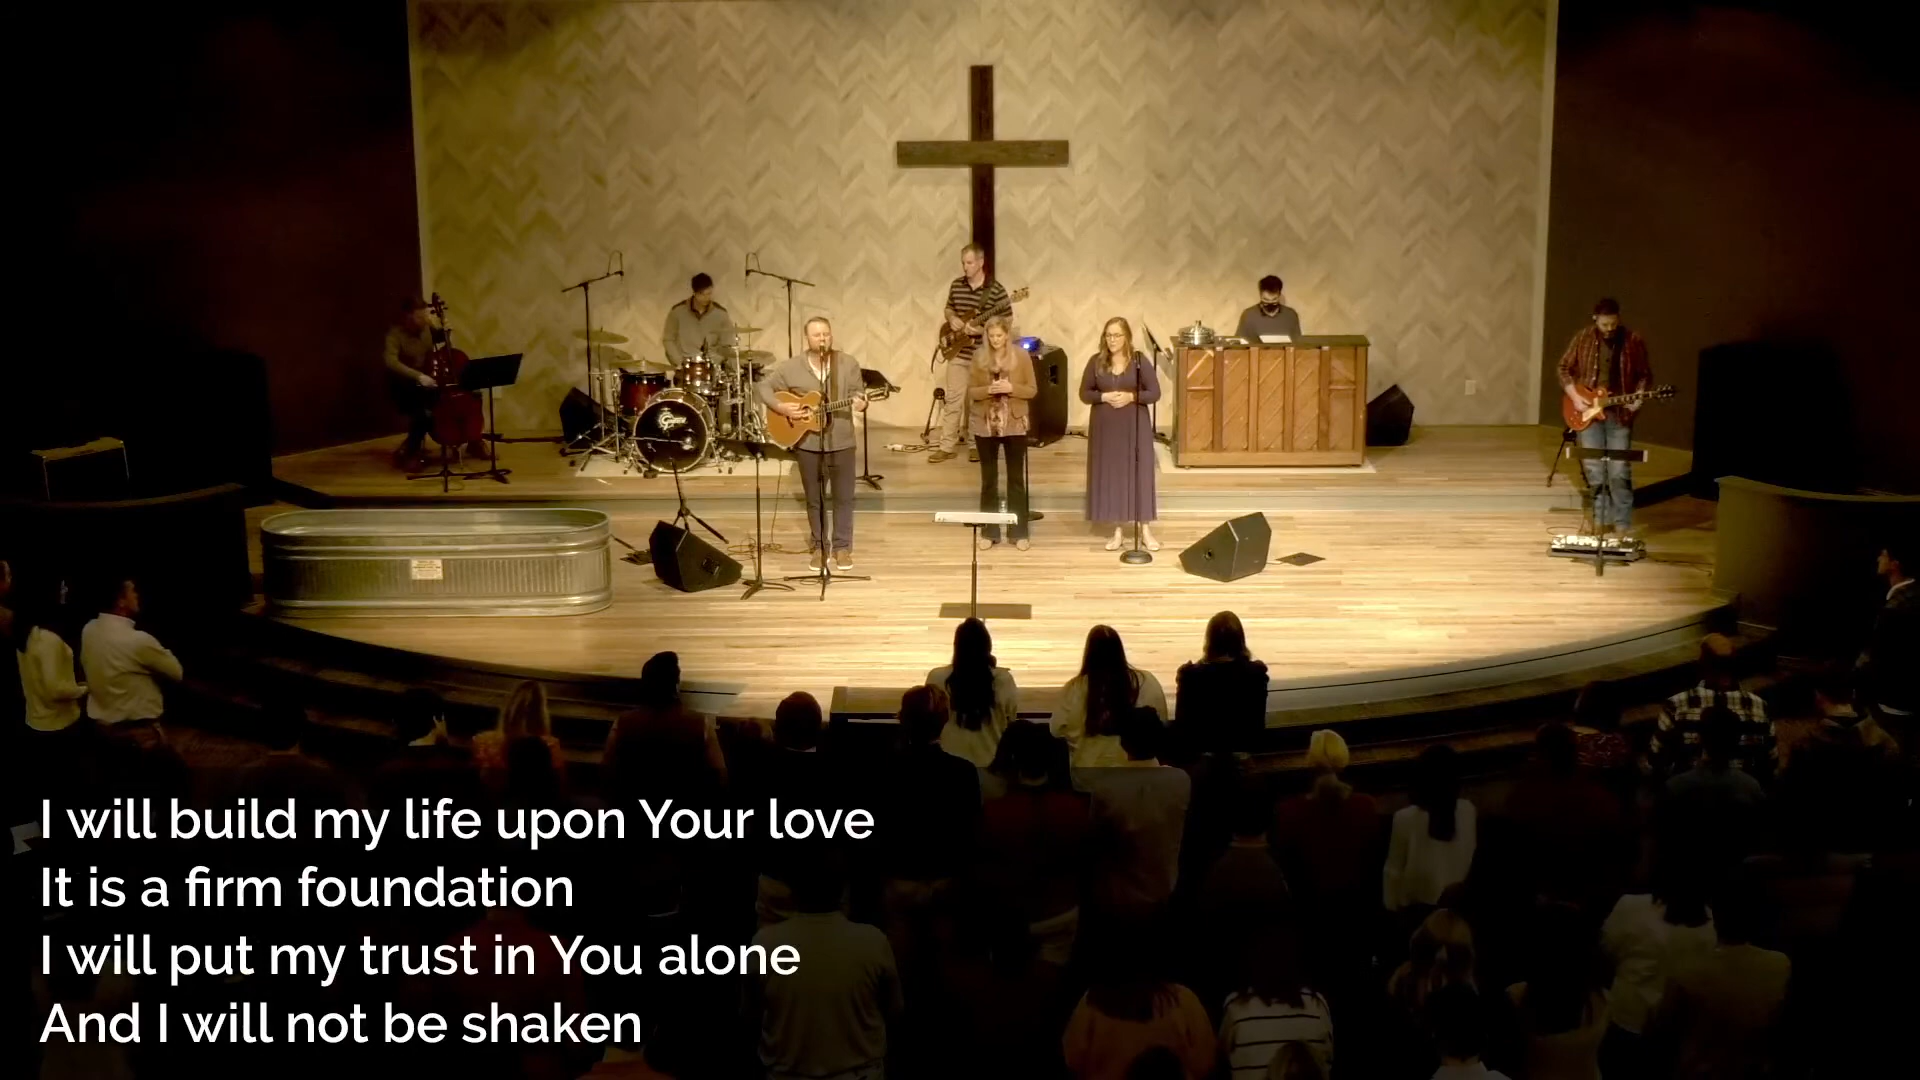 I will build my life upon Your love
It is a firm foundation
I will put my trust in You alone
And I will not be shaken